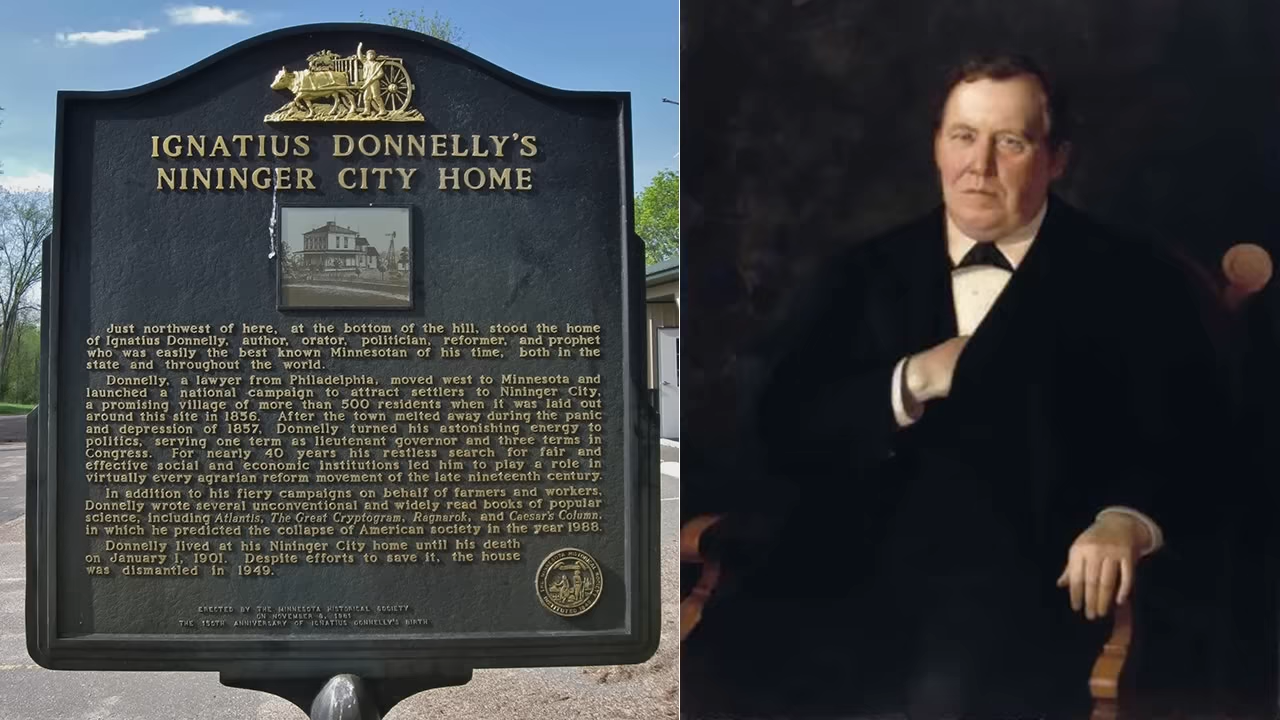 IGNATIUS DONNELLY'S
NININGER CITY HOME
Just northwest of here, at the bottom of the hill, stood the home
of Ignatius Donnelly, author, orator, politician, reformer, and prophet
who was easily the best known Minnesotan of his time, both in the
state and throughout the world.
Donnelly, a lawyer from Philadelphia, moved west to Minnesota and
launched a national campaign to attract settlers to Nininger City,
a promising village of more than 500 residents when it was laid out
around this site in 1856. After the town melted away during the panic
and depression of 1857, Donnelly turned his astonishing energy to
politics, serving one term as lieutenant governor and three terms in
Congress. For nearly 40 years his restless search for fair and
effective social and economic institutions led him to play a role in
virtually every agrarian reform movement of the late nineteenth century.
In addition to his fiery campaigns on behalf of farmers and workers,
Donnelly wrote several unconventional and widely read books of popular
science, including Atlantis, The Great Cryptogram, Ragnarok, and Caesar's Column,
in which he predicted the collapse of American society in the year 1988.
Donnelly lived at his Nininger City home until his death
on January 1, 1901. Despite efforts to save it, the house
was dismantled in 1949.
ERECTED BY THE MINNESOTA HISTORICAL SOCIETY
ON NOVEMBER 3, 1981
THE 150TH ANNIVERSARY OF IGNATIUS DONNELLY'S BIRTH